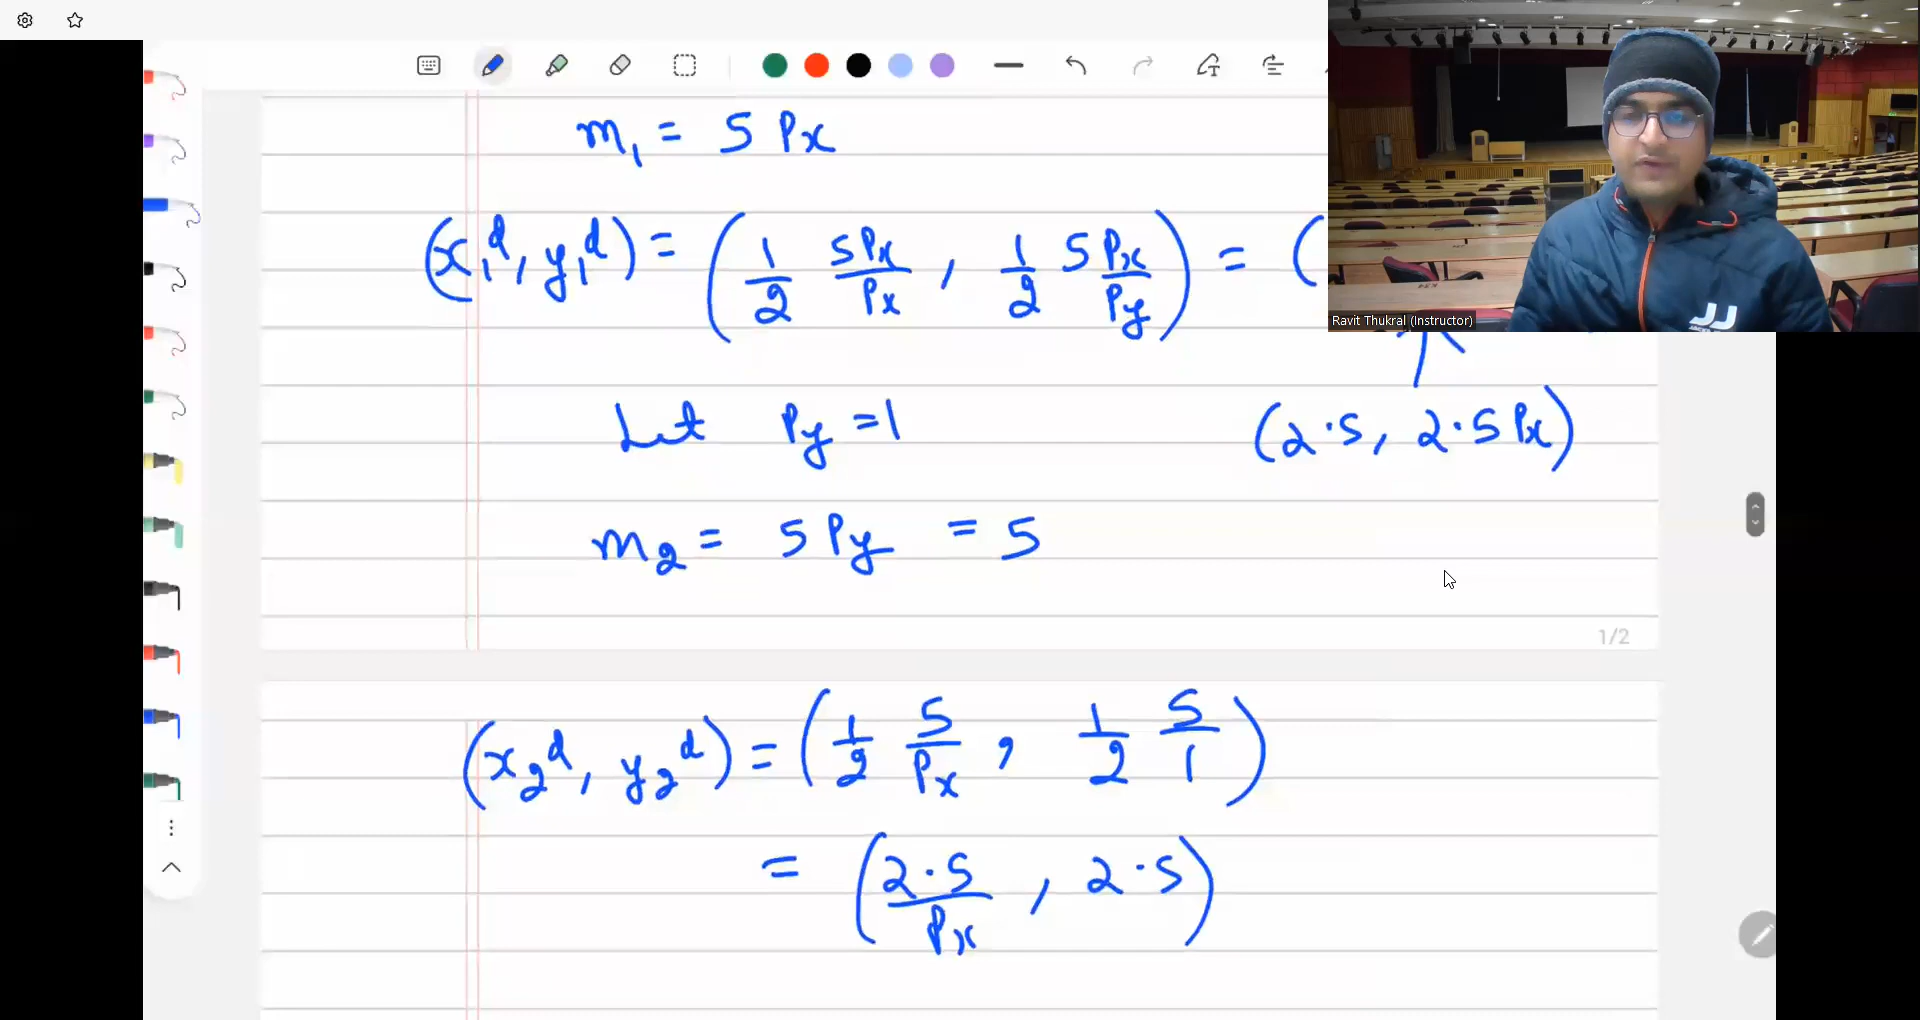 m₁ = 5 Px
(x₁ᵈ, y₁ᵈ) = (1/2 5Px/Px, 1/2 5Px/Py) = (
Let Py = 1
(2.5, 2.5 Px)
m₂ = 5 Py = 5
1/2
(x₂ᵈ, y₂ᵈ) = (1/2 5/Px, 1/2 5/1)
= (2.5/Px, 2.5)
Ravit Thukral (Instructor)